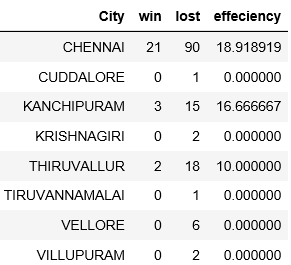 City win lost effeciency
CHENNAI 21 90 18.918919
CUDDALORE 0 1 0.000000
KANCHIPURAM 3 15 16.666667
KRISHNAGIRI 0 2 0.000000
THIRUVALLUR 2 18 10.000000
TIRUVANNAMALAI 0 1 0.000000
VELLORE 0 6 0.000000
VILLUPURAM 0 2 0.000000